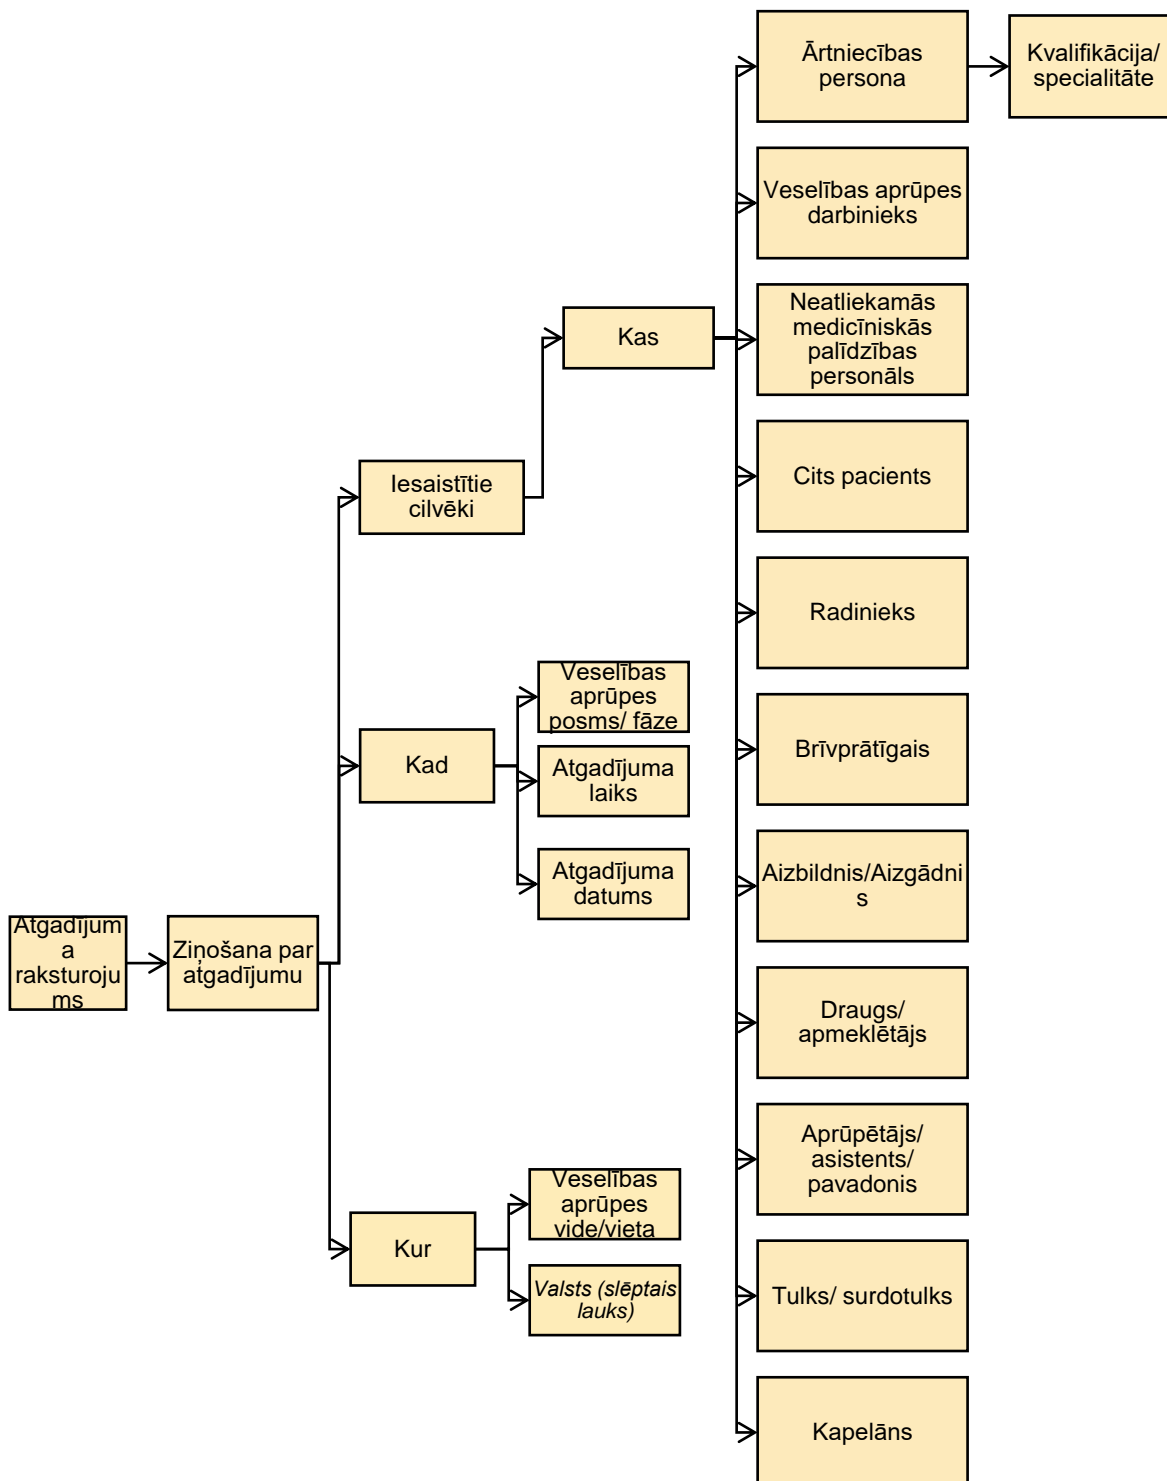 Ārtniecības
persona
Kvalifikācija/
specialitāte
Veselības aprūpes
darbinieks
Neatliekamās
medicīniskās
palīdzības
personāls
Kas
Cits pacients
Iesaistītie
cilvēki
Radinieks
Veselības
aprūpes
posms/ fāze
Brīvprātīgais
Kad
Atgadījuma
laiks
Atgadījuma
datums
Aizbildnis/Aizgādni
s
Atgadījum
a
raksturoju
ms
Ziņošana par
atgadījumu
Draugs/
apmeklētājs
Aprūpētājs/
asistents/
pavadonis
Veselības
aprūpes
vide/vieta
Kur
Valsts (slēptais
lauks)
Tulks/ surdotulks
Kapelāns